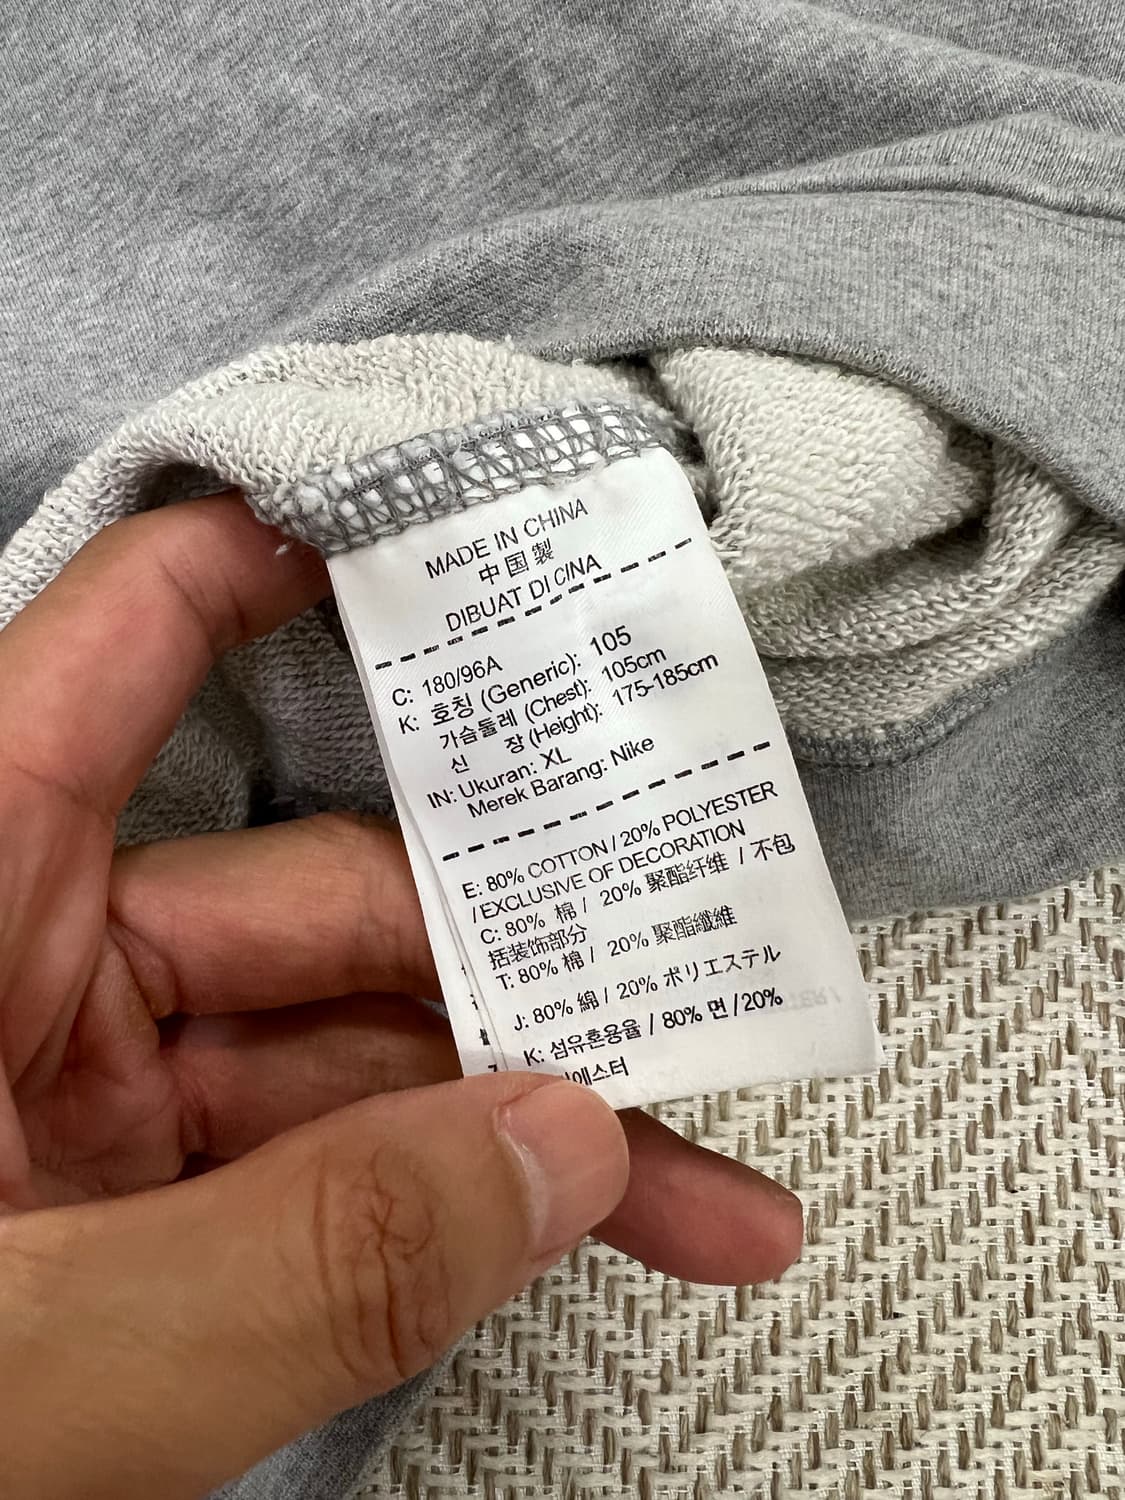 MADE IN CHINA
中国製
DIBUAT DI CINA
C: 180/96A
K: 호칭 (Generic): 105
가슴둘레 (Chest): 105cm
신 장 (Height): 175-185cm
IN: Ukuran: XL
Merek Barang: Nike
E: 80% COTTON / 20% POLYESTER
/ EXCLUSIVE OF DECORATION
C: 80% 棉 / 20% 聚酯纤维 / 不包
括装饰部分
T: 80% 棉 / 20% 聚酯纖維
J: 80% 綿 / 20% ポリエステル
K: 섬유혼용율 / 80% 면 / 20%
에스터